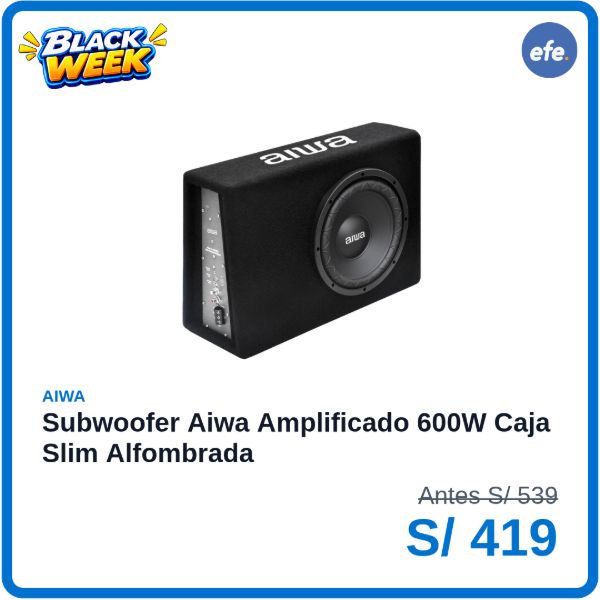 BLACK
WEEK
efe.
aiwa
aiwa
AIWA
Subwoofer Aiwa Amplificado 600W Caja
Slim Alfombrada
Antes S/ 539
S/ 419